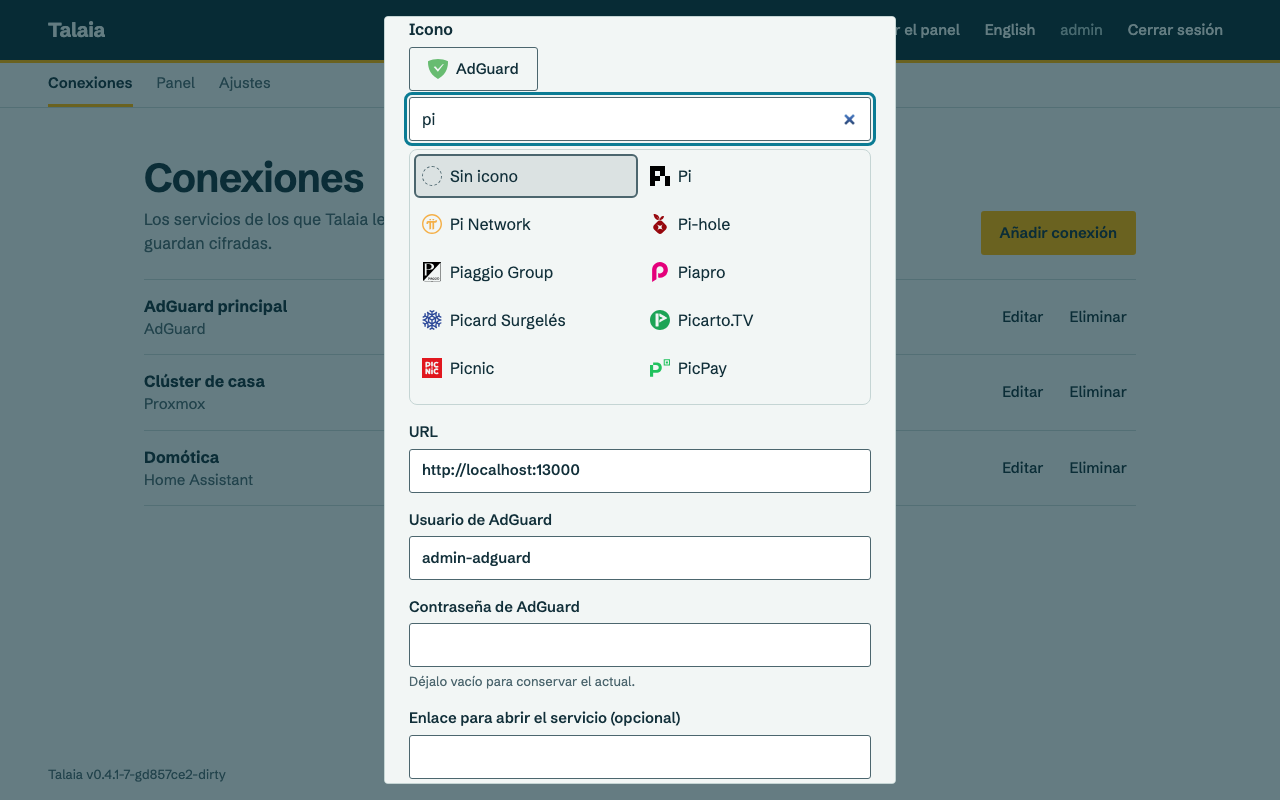 Talaia
r el panel
English
admin
Cerrar sesión
Conexiones
Panel
Ajustes
Conexiones
Los servicios de los que Talaia le
guardan cifradas.
Añadir conexión
AdGuard principal
AdGuard
Editar
Eliminar
Clúster de casa
Proxmox
Editar
Eliminar
Domótica
Home Assistant
Editar
Eliminar
Talaia v0.4.1-7-gd857ce2-dirty
Icono
AdGuard
pi
Sin icono
Pi
Pi Network
Pi-hole
Piaggio Group
Piapro
Picard Surgelés
Picarto.TV
Picnic
PicPay
URL
http://localhost:13000
Usuario de AdGuard
admin-adguard
Contraseña de AdGuard
Déjalo vacío para conservar el actual.
Enlace para abrir el servicio (opcional)